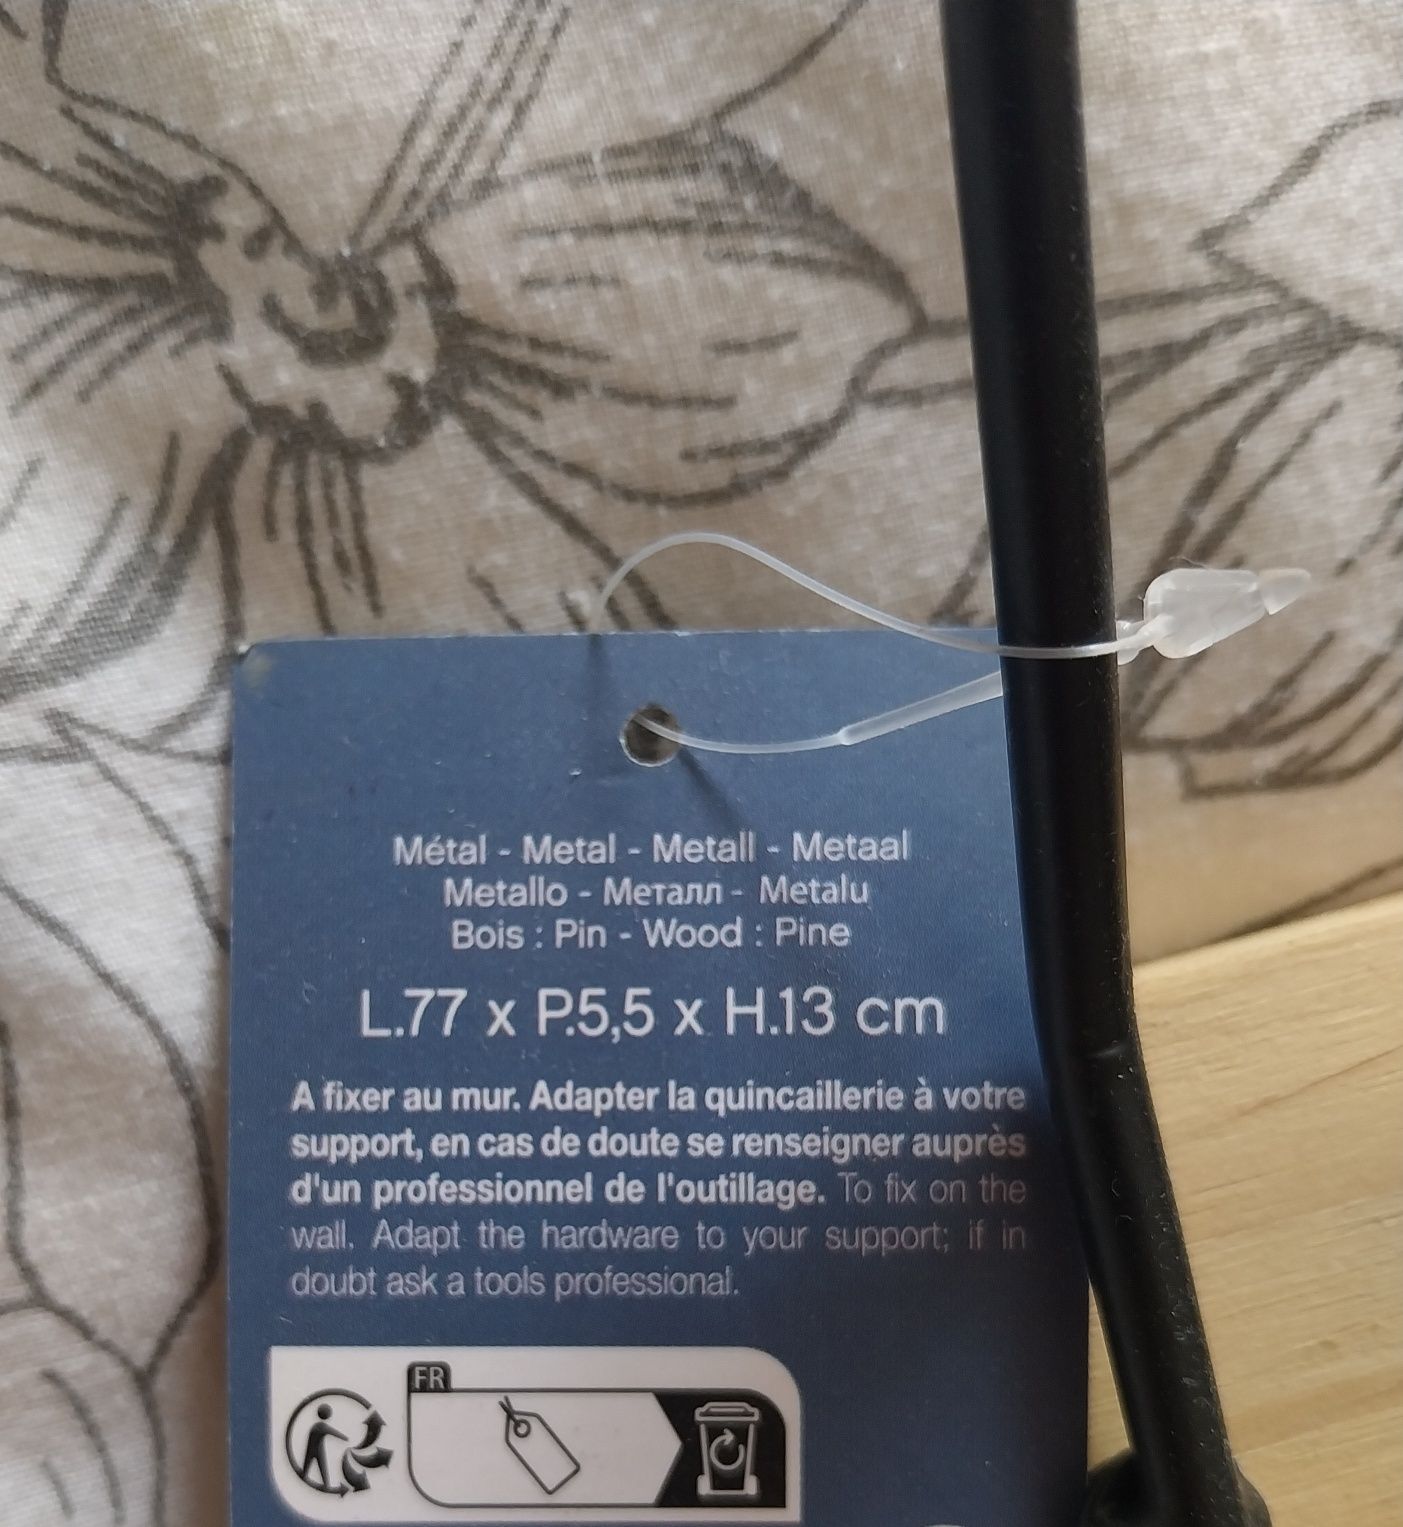 Métal - Metal - Metall - Metaal
Metallo - Металл - Metalu
Bois : Pin - Wood : Pine
L.77 x P.5,5 x H.13 cm
A fixer au mur. Adapter la quincaillerie à votre
support, en cas de doute se renseigner auprès
d'un professionnel de l'outillage. To fix on the
wall. Adapt the hardware to your support; if in
doubt ask a tools professional.
FR